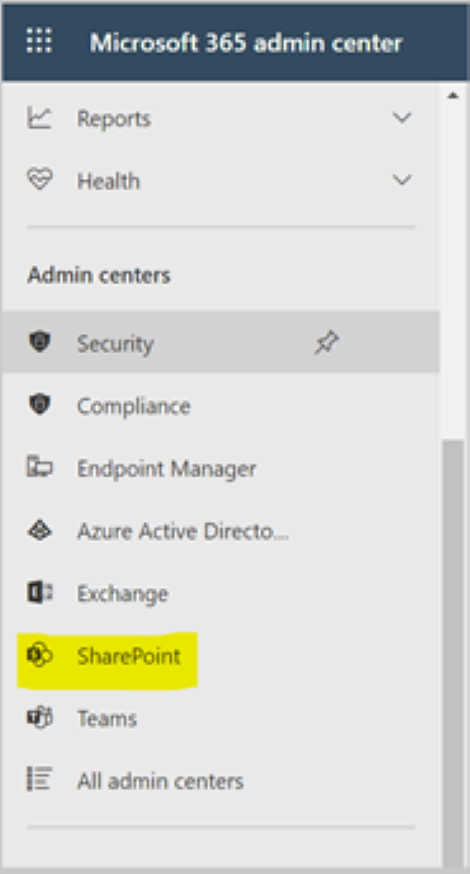 Microsoft 365 admin center
Reports
Health
Admin centers
Security
Compliance
Endpoint Manager
Azure Active Directo...
Exchange
SharePoint
Teams
All admin centers